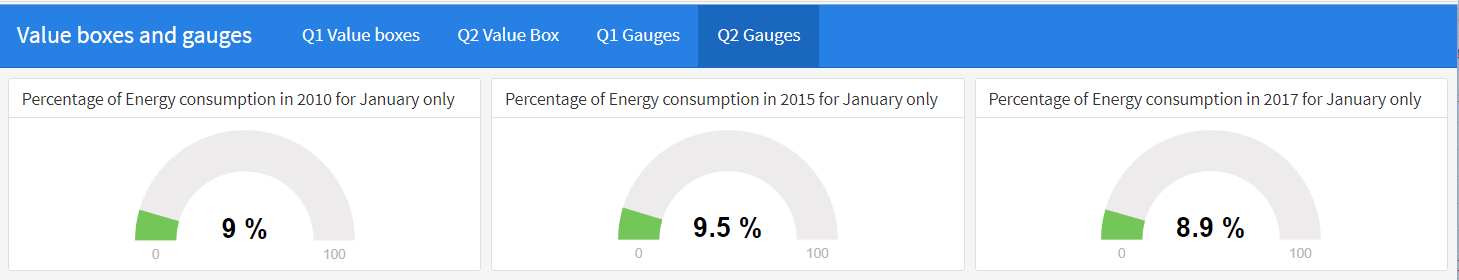 Value boxes and gauges Q1 Value boxes Q2 Value Box Q1 Gauges Q2 Gauges
Percentage of Energy consumption in 2010 for January only
9 %
0 100
Percentage of Energy consumption in 2015 for January only
9.5 %
0 100
Percentage of Energy consumption in 2017 for January only
8.9 %
0 100